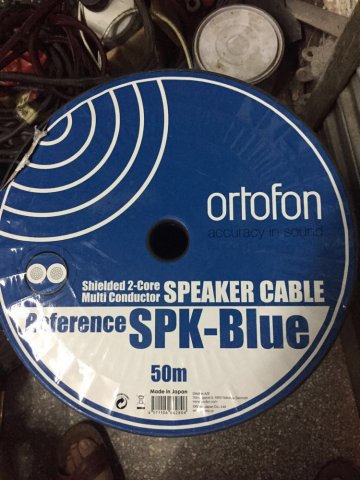 ortofon
accuracy in sound
Shielded 2-Core
Multi Conductor SPEAKER CABLE
Reference SPK-Blue
50m
Made in Japan